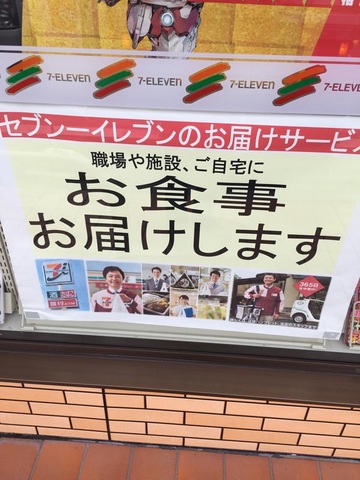 7-ELEVEN
7-ELEVEN
7-ELEVEN
セブンーイレブンのお届けサービス
職場や施設、ご自宅に
お食事
お届けします
365日